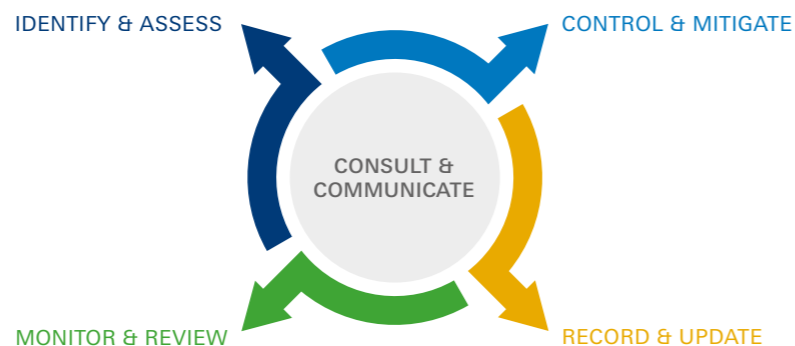 IDENTIFY & ASSESS
CONTROL & MITIGATE
CONSULT &
COMMUNICATE
MONITOR & REVIEW
RECORD & UPDATE